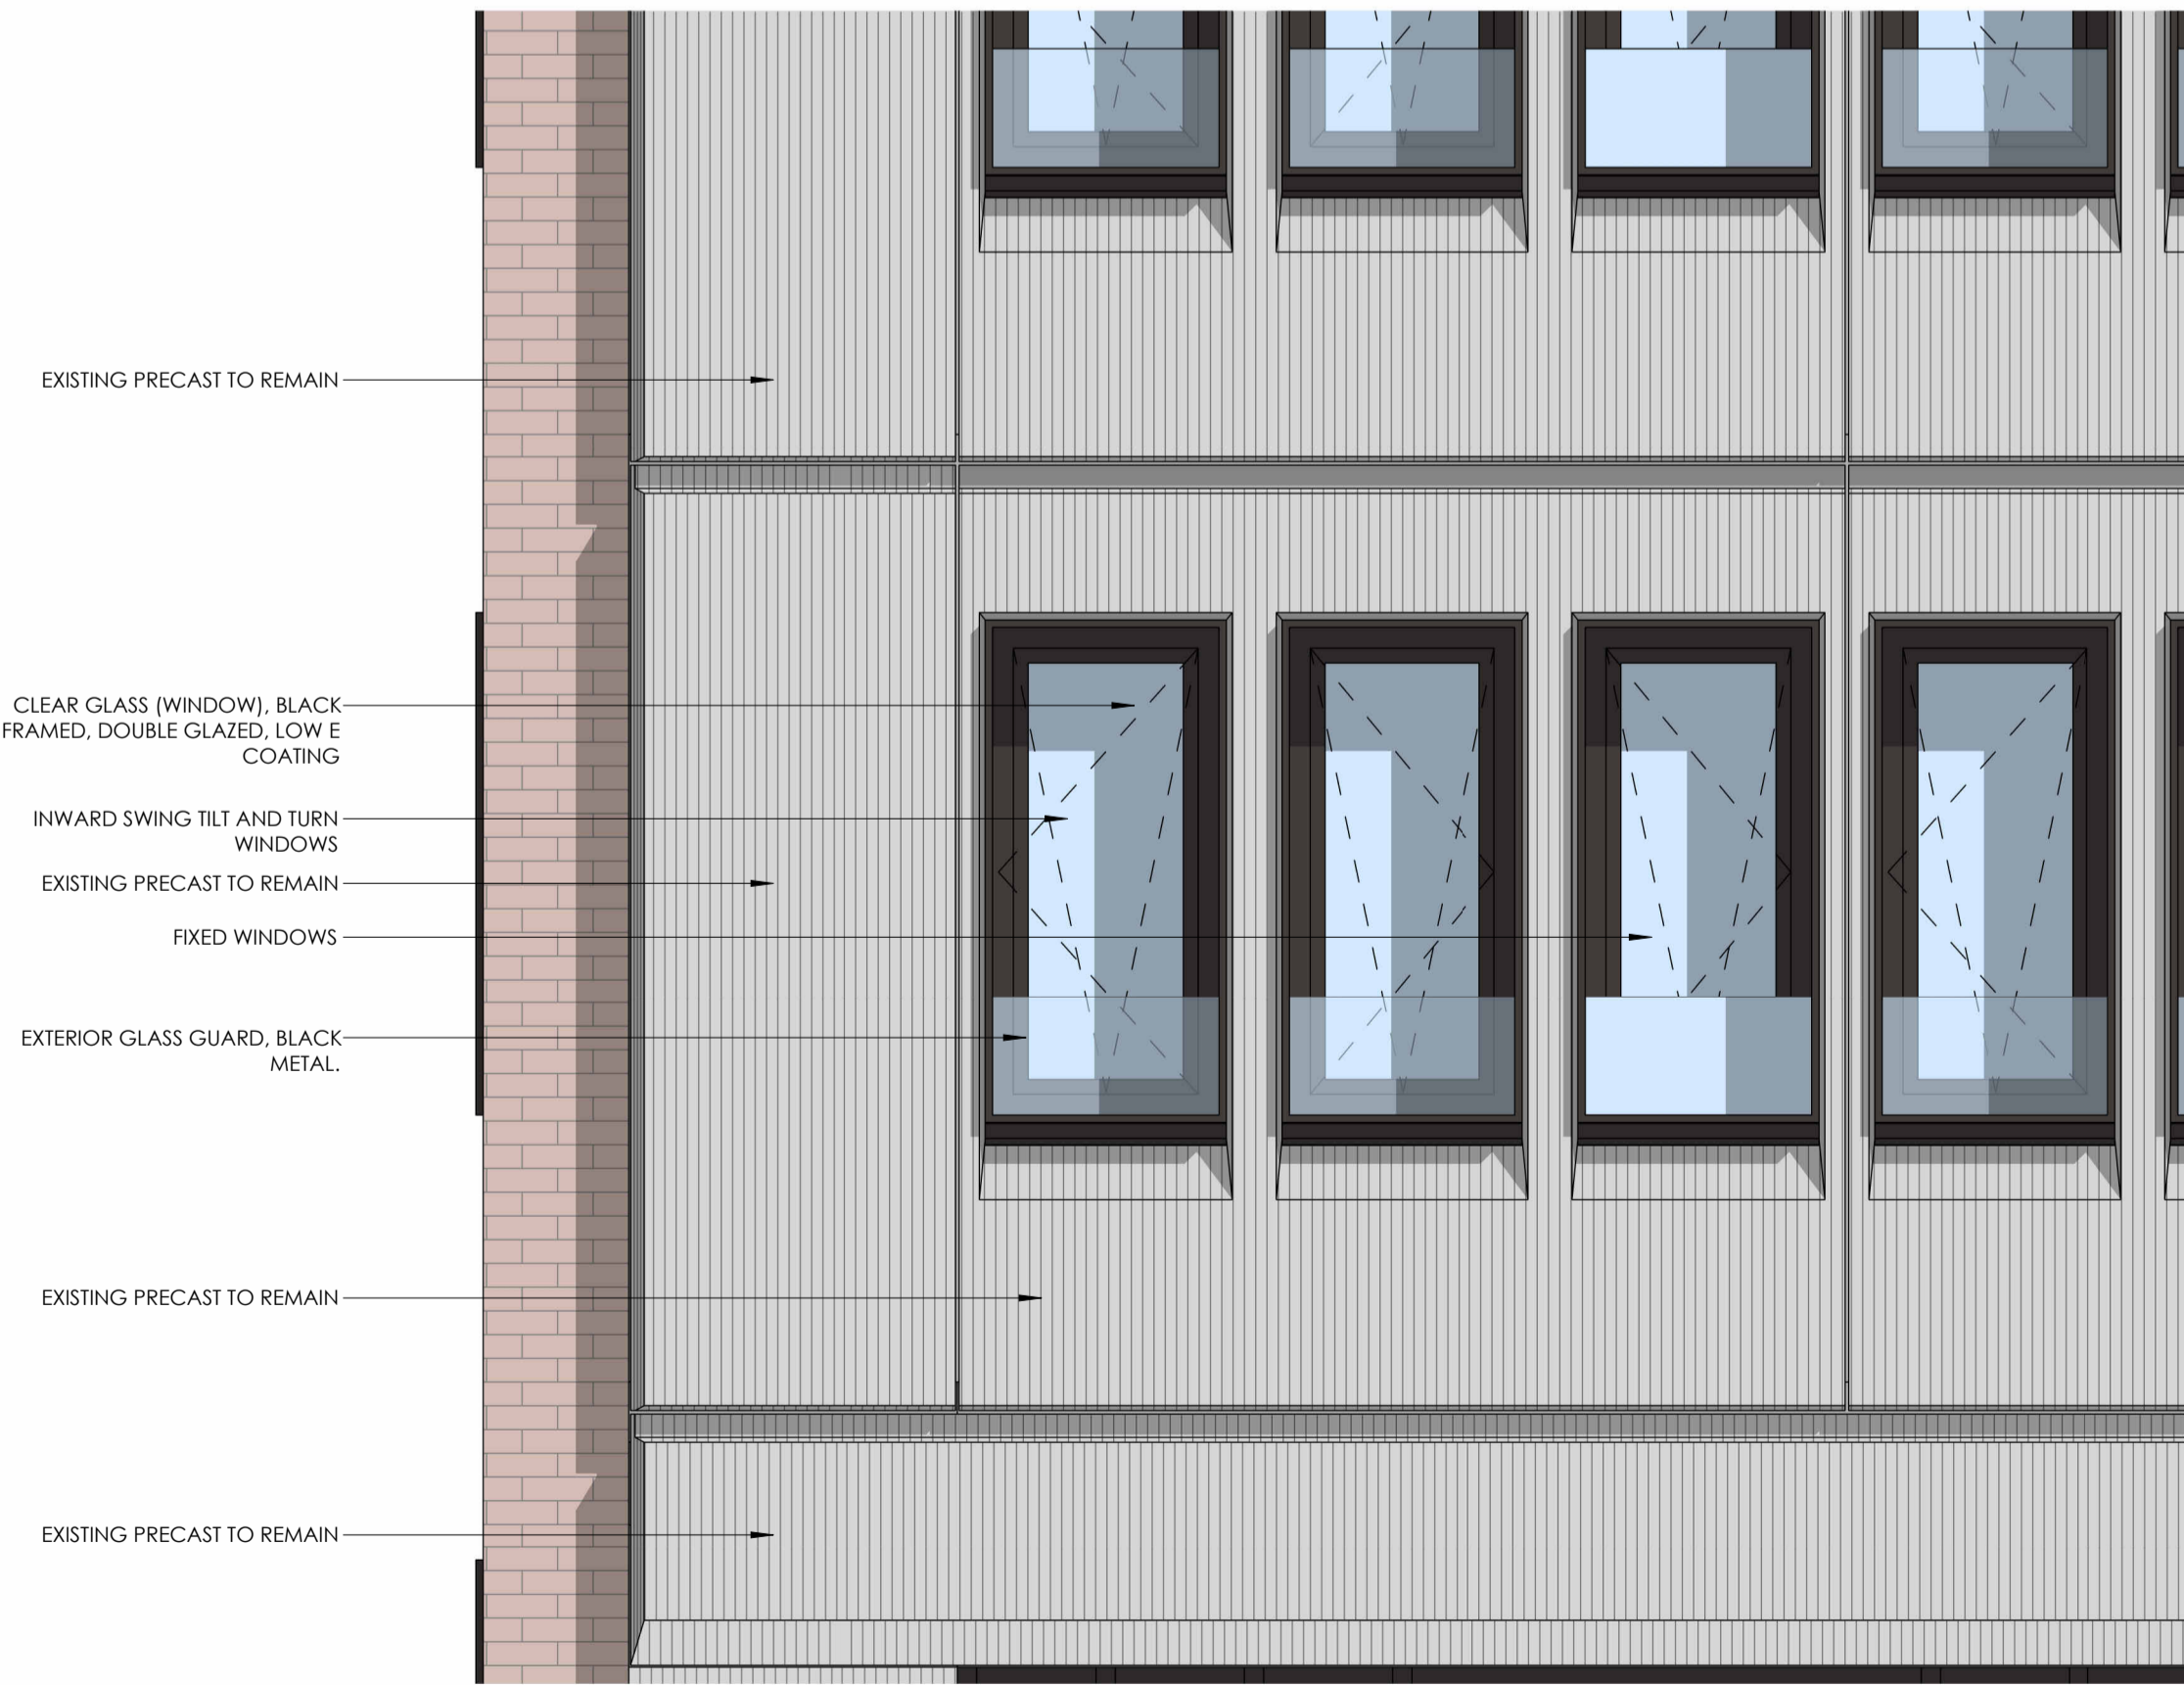 EXISTING PRECAST TO REMAIN
CLEAR GLASS (WINDOW), BLACK
FRAMED, DOUBLE GLAZED, LOW E
COATING
INWARD SWING TILT AND TURN
WINDOWS
EXISTING PRECAST TO REMAIN
FIXED WINDOWS
EXTERIOR GLASS GUARD, BLACK
METAL.
EXISTING PRECAST TO REMAIN
EXISTING PRECAST TO REMAIN